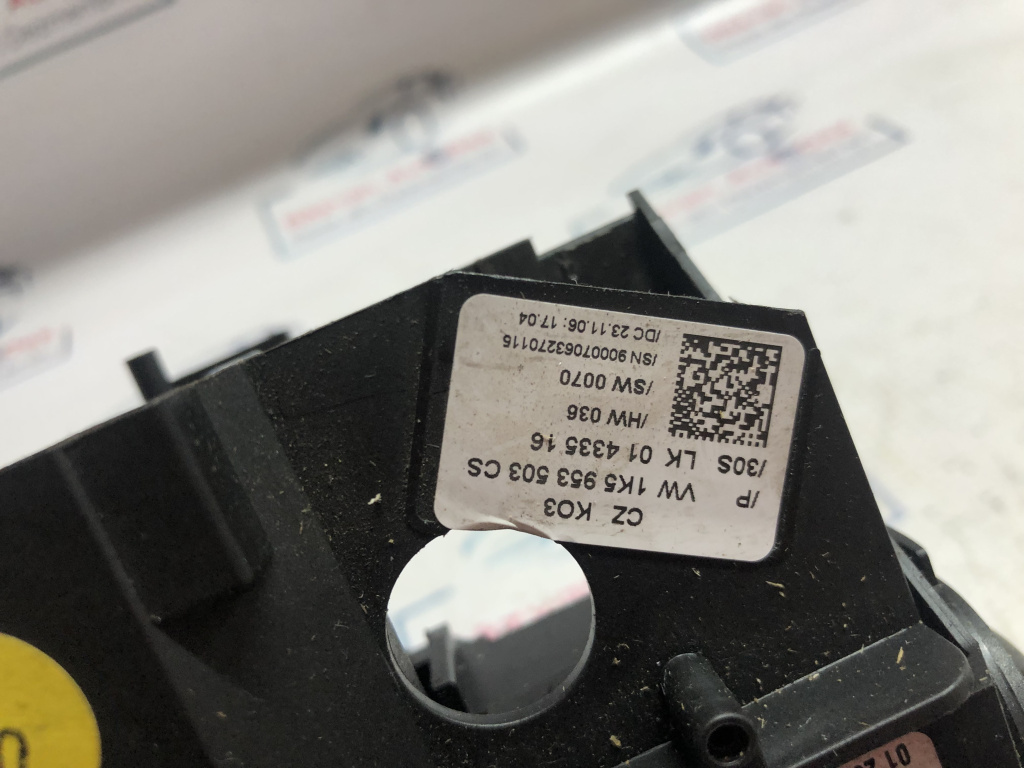 CZ KO3
/P VW 1K5 953 503 CS
/30S LK 01 4335 16
/HW 036
/SW 0070
/SN 90007063270115
/DC 23.11.06: 17.04